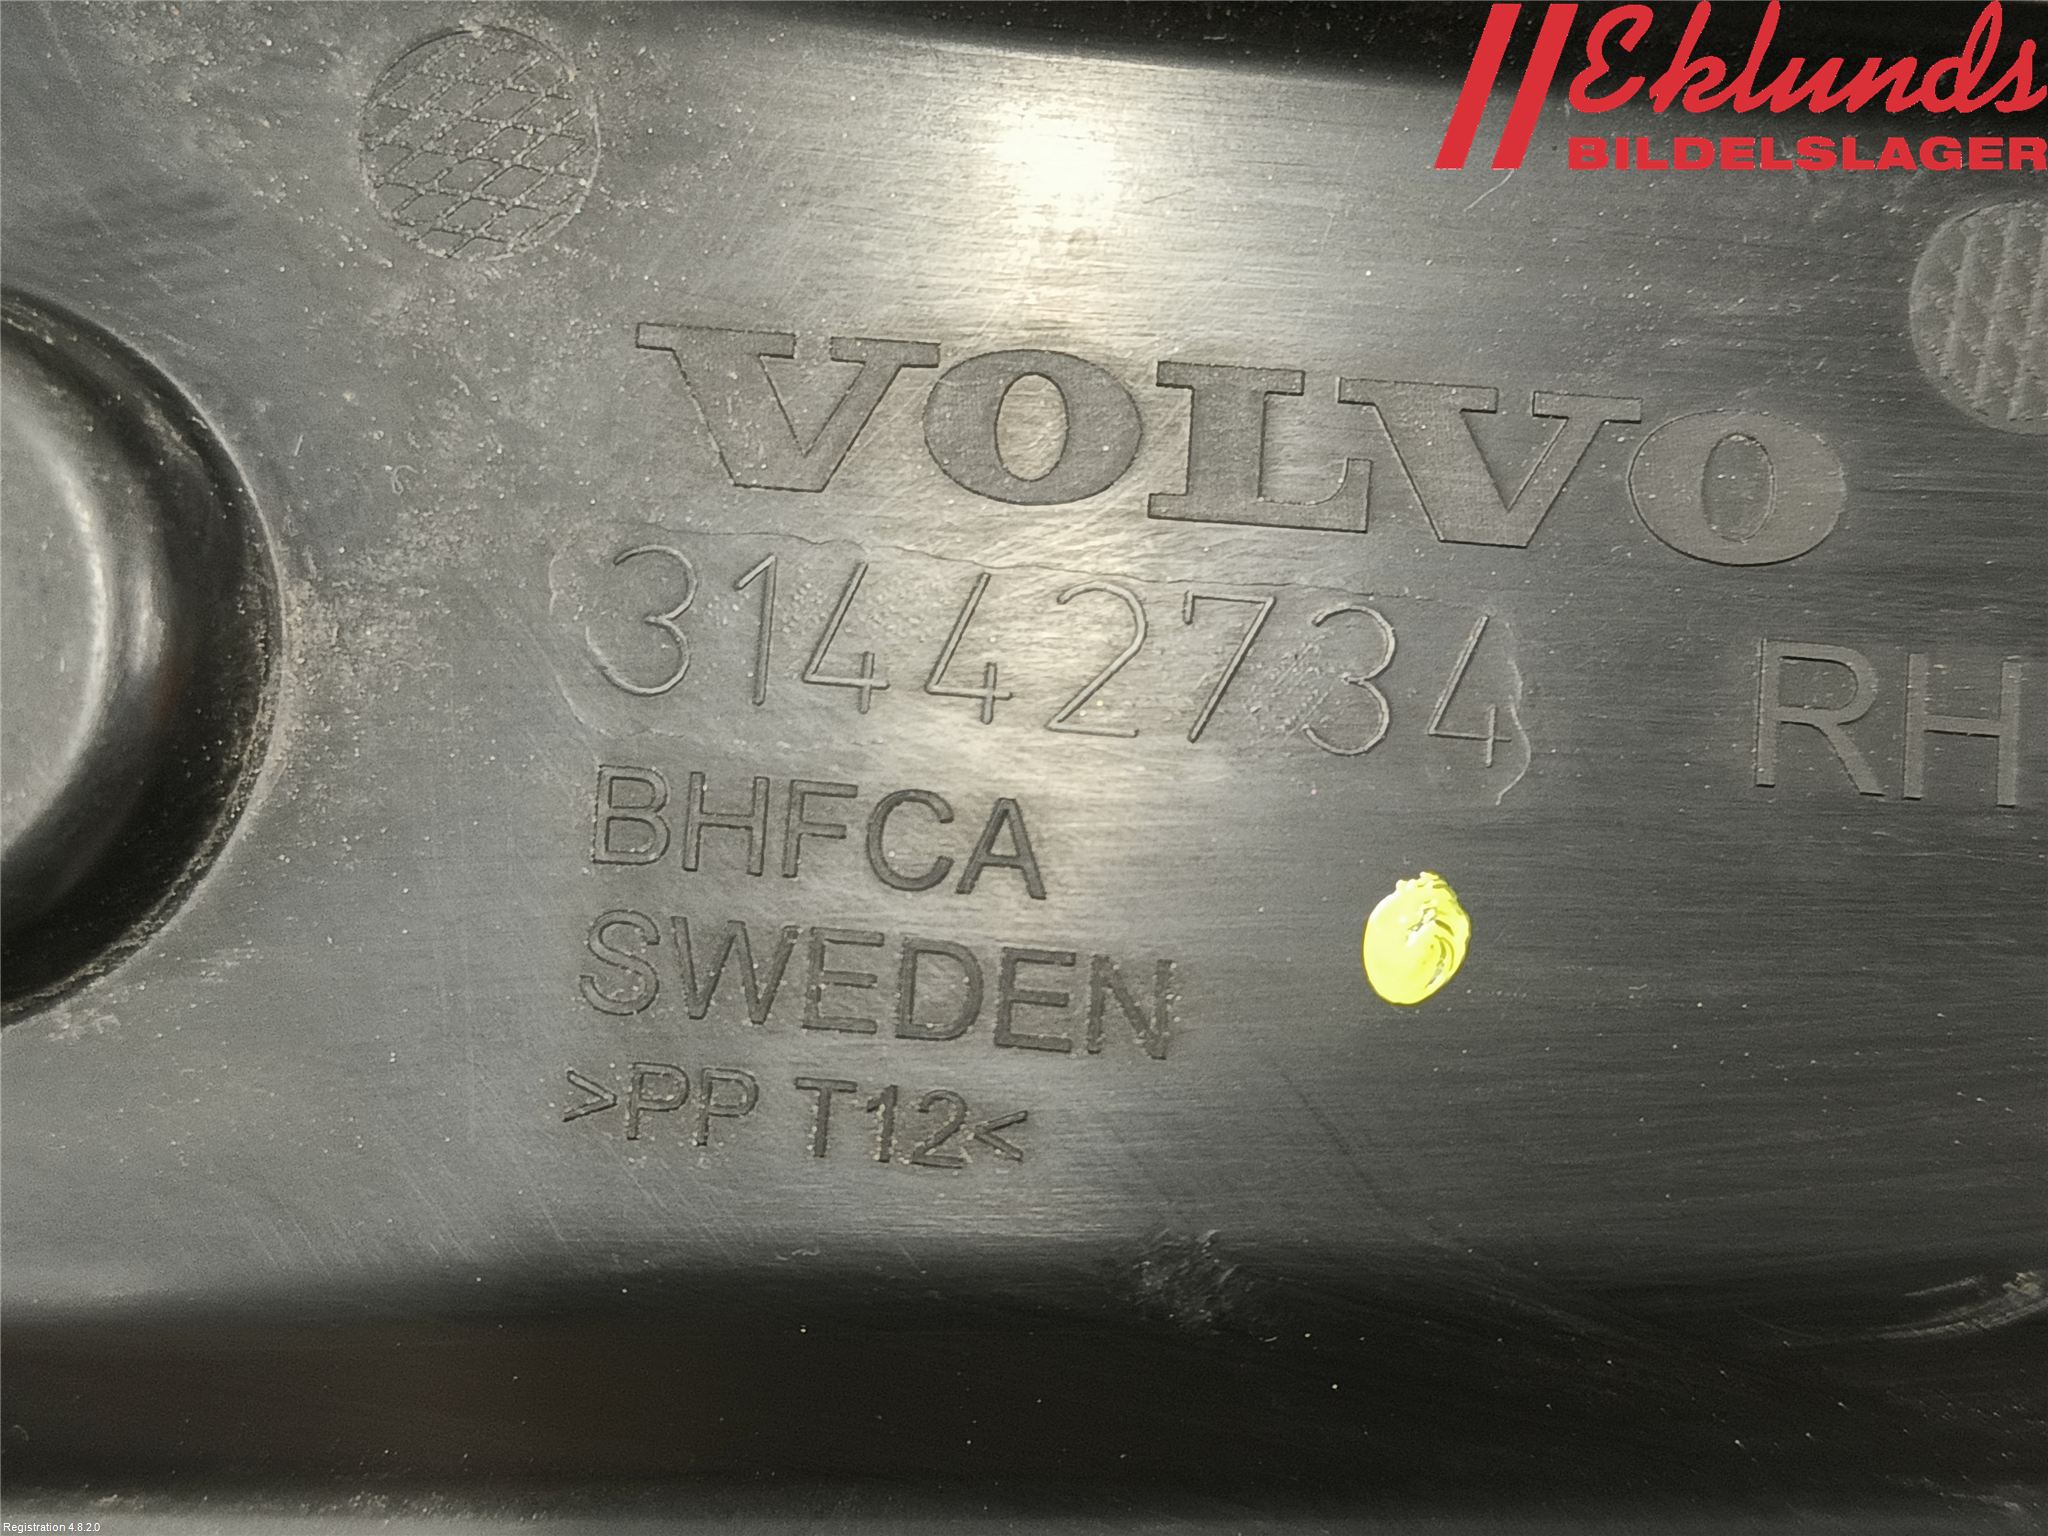 Eklunds
BILDELSLAGER
VOLVO
31442734 RH
BHFCA
SWEDEN
>PP T12<
Registration 4.8.2.0